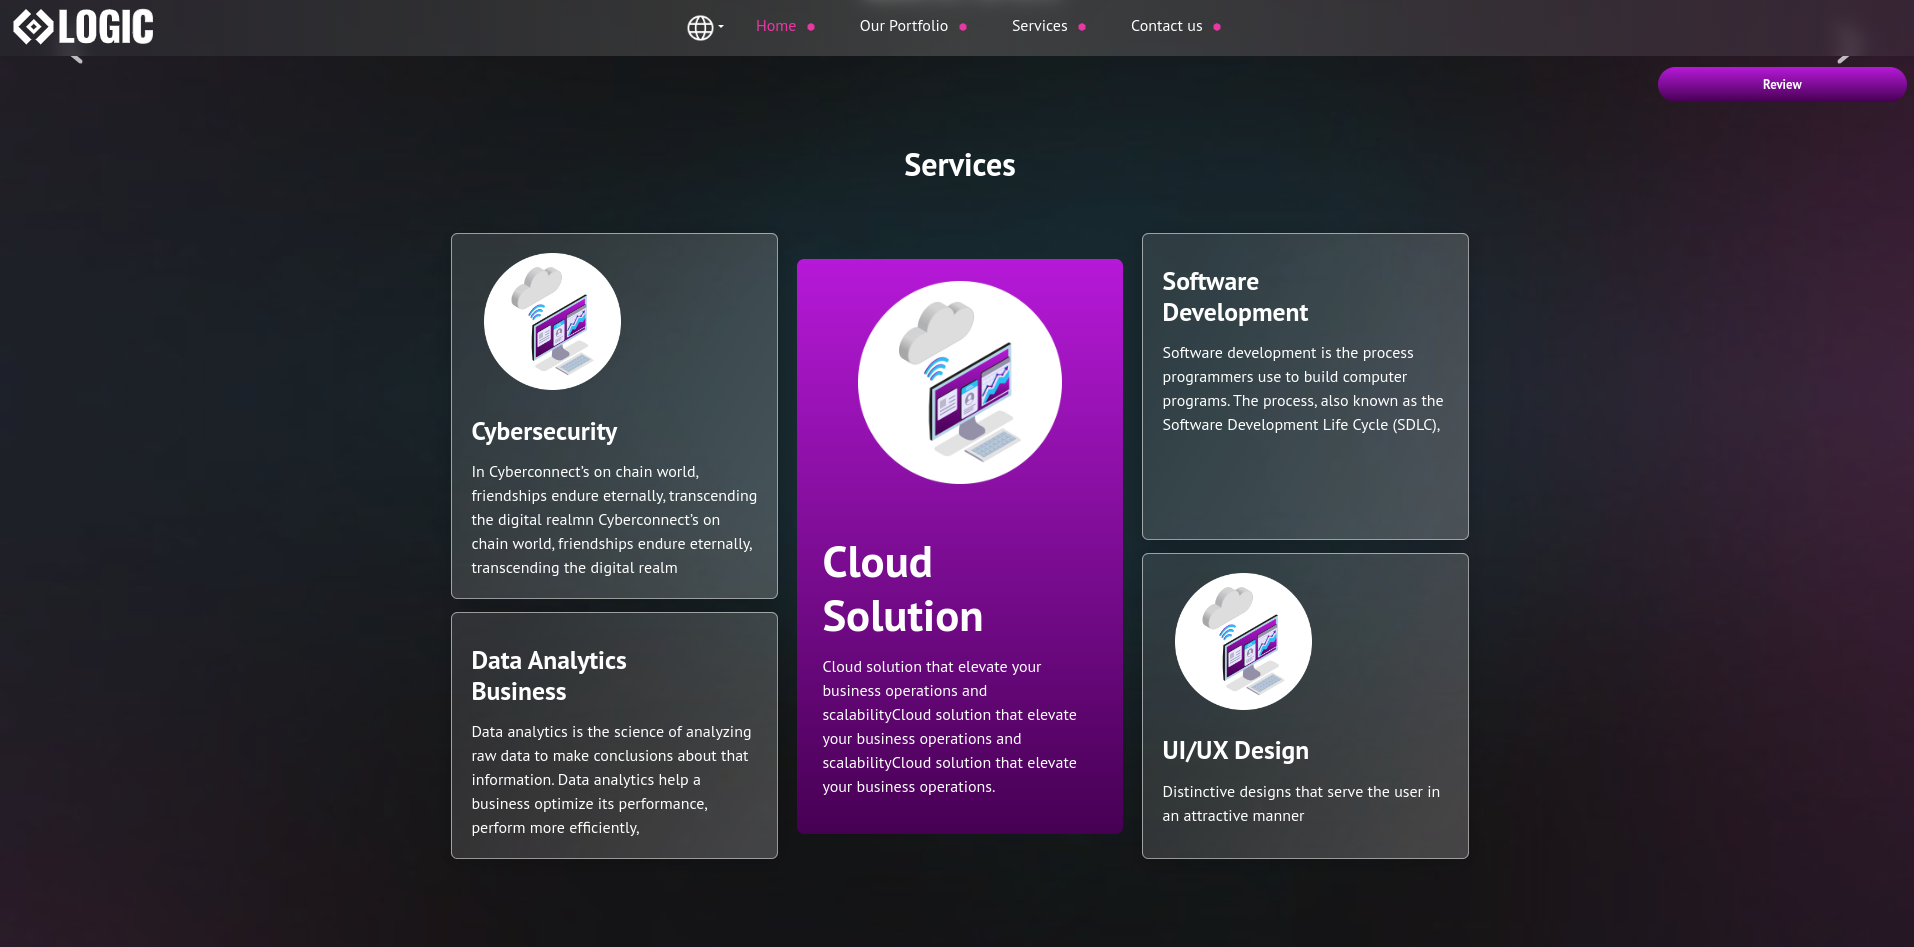 LOGIC
Home
Our Portfolio
Services
Contact us
Review
Services
Cybersecurity
In Cyberconnect's on chain world,
friendships endure eternally, transcending
the digital realmn Cyberconnect's on
chain world, friendships endure eternally,
transcending the digital realm
Data Analytics
Business
Data analytics is the science of analyzing
raw data to make conclusions about that
information. Data analytics help a
business optimize its performance,
perform more efficiently,
Cloud
Solution
Cloud solution that elevate your
business operations and
scalabilityCloud solution that elevate
your business operations and
scalabilityCloud solution that elevate
your business operations.
Software
Development
Software development is the process
programmers use to build computer
programs. The process, also known as the
Software Development Life Cycle (SDLC),
UI/UX Design
Distinctive designs that serve the user in
an attractive manner